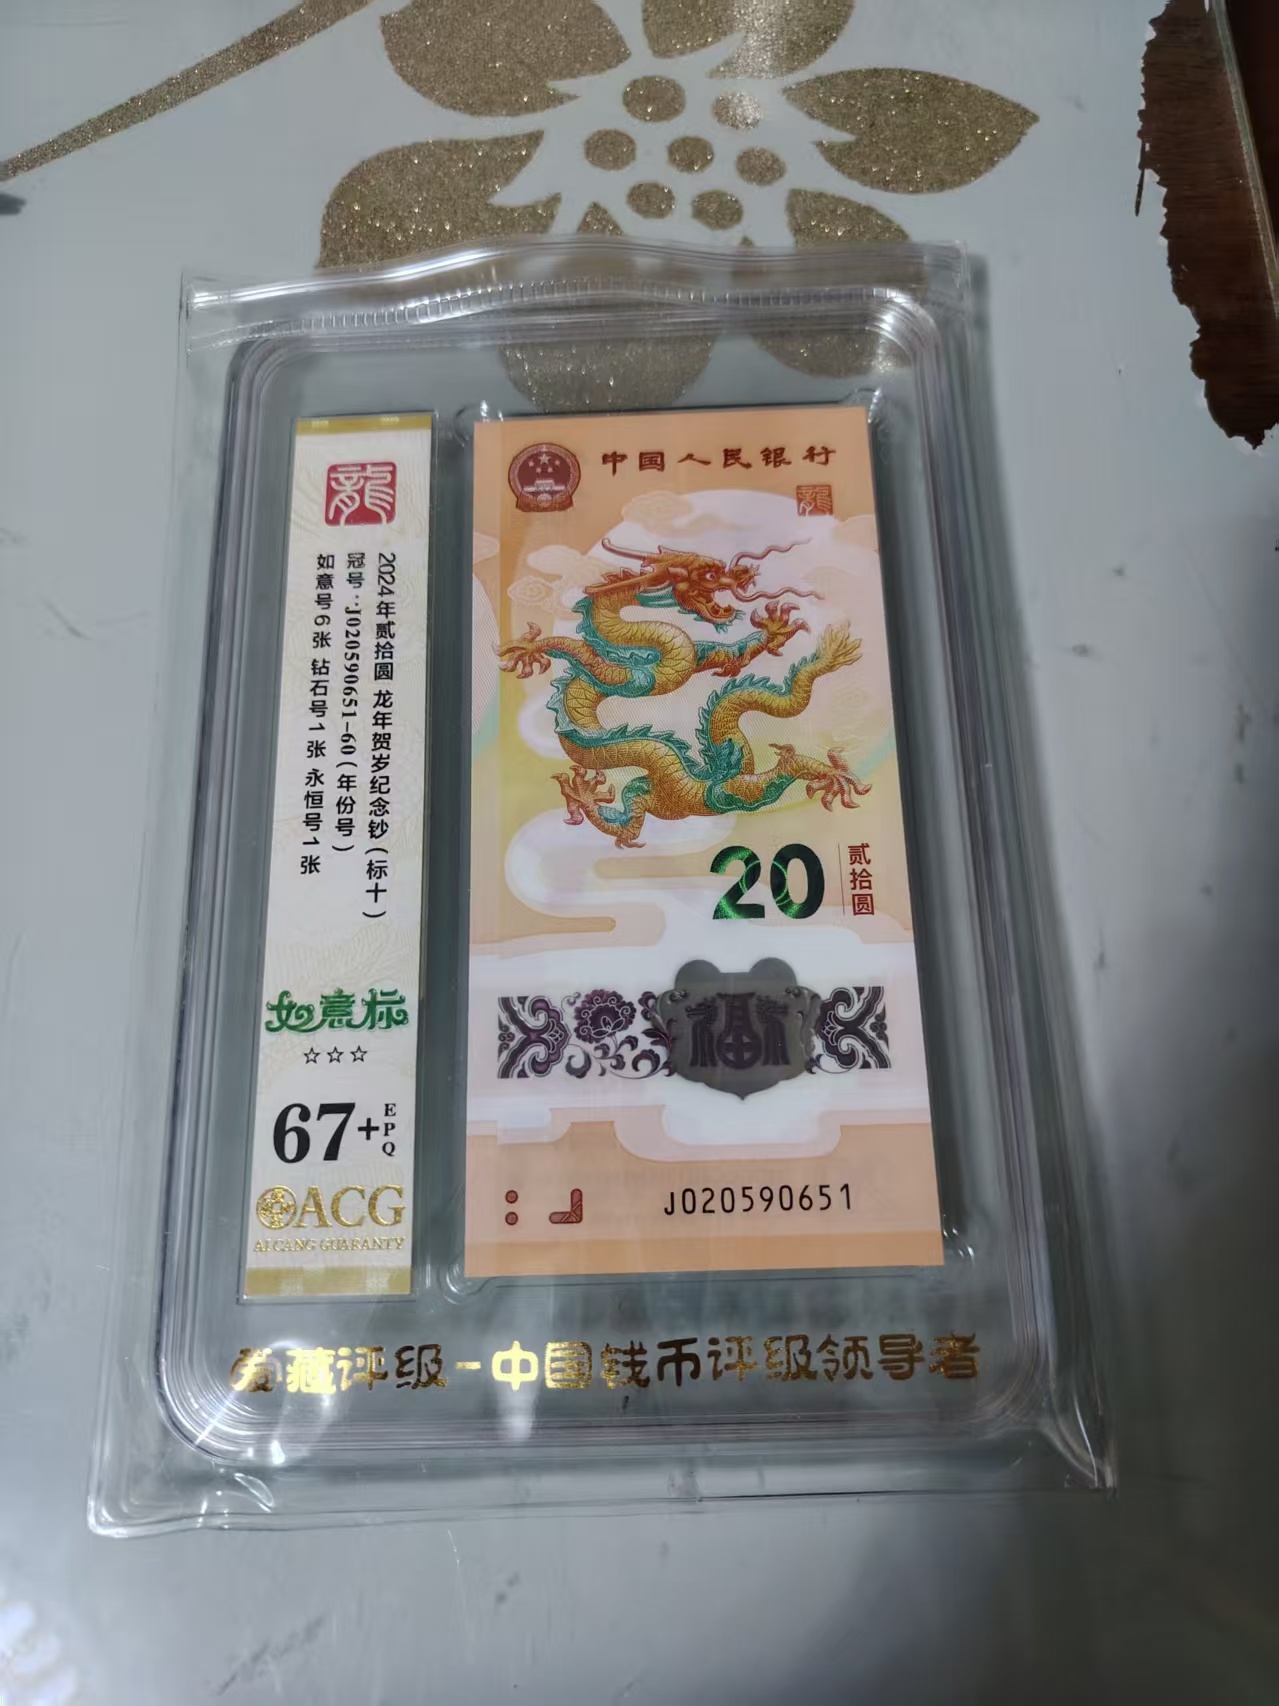 龍
2024年贰拾圆 龙年贺岁纪念钞(标十)
冠号:J020590651-60(年份号)
如意号6张 钻石号1张 永恒号1张
如意标
☆☆☆
67+EPQ
ACG
AI CANG GUARANTY
中国人民银行
龍
20
贰拾圆
福
J020590651
爱藏评级-中国钱币评级领导者